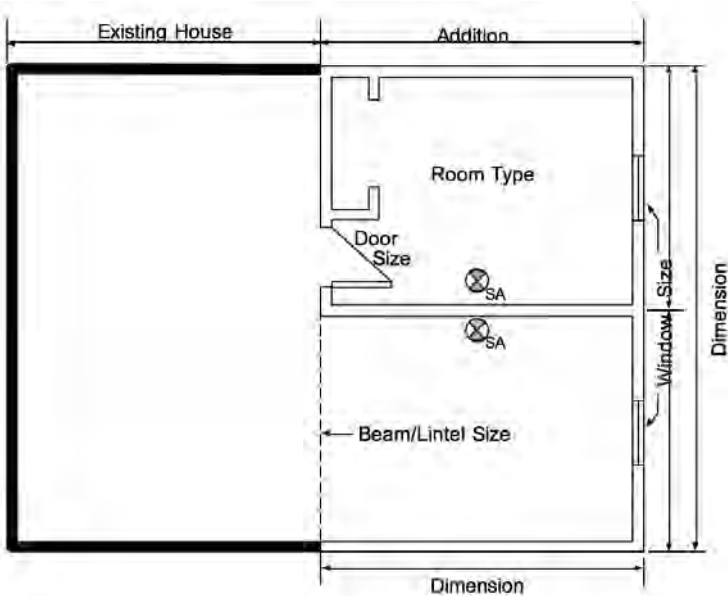 Existing House
Addition
Room Type
Door
Size
SA
SA
Window Size
Dimension
Beam/Lintel Size
Dimension